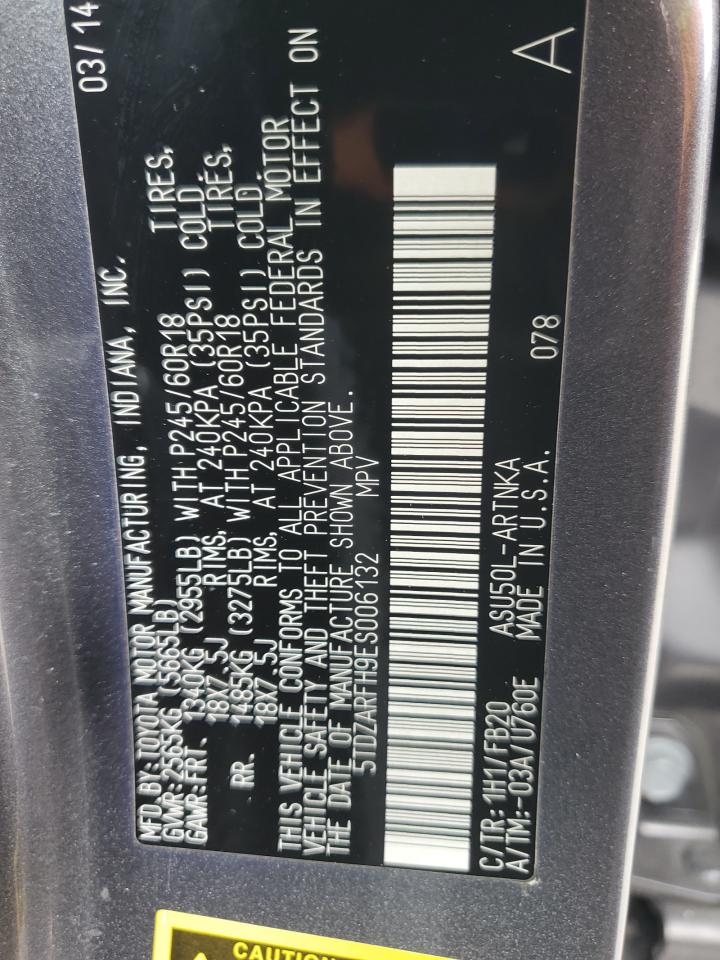 MFD BY: TOYOTA MOTOR MANUFACTURING, INDIANA, INC. 03/14
GVWR: 2565KG (5665LB)
GAWR: FRT. 1340KG (2955LB) WITH P245/60R18 TIRES,
18X7.5J RIMS, AT 240KPA (35PSI) COLD
RR. 1485KG (3275LB) WITH P245/60R18 TIRES,
18X7.5J RIMS, AT 240KPA (35PSI) COLD
THIS VEHICLE CONFORMS TO ALL APPLICABLE FEDERAL MOTOR
VEHICLE SAFETY AND THEFT PREVENTION STANDARDS IN EFFECT ON
THE DATE OF MANUFACTURE SHOWN ABOVE.
5TDZARFH9ES006132 MPV
C/TR: 1H1/FB20 ASU50L-ARTNKA 078 A
A/TM:-03A/U760E MADE IN U.S.A.
CAUTION